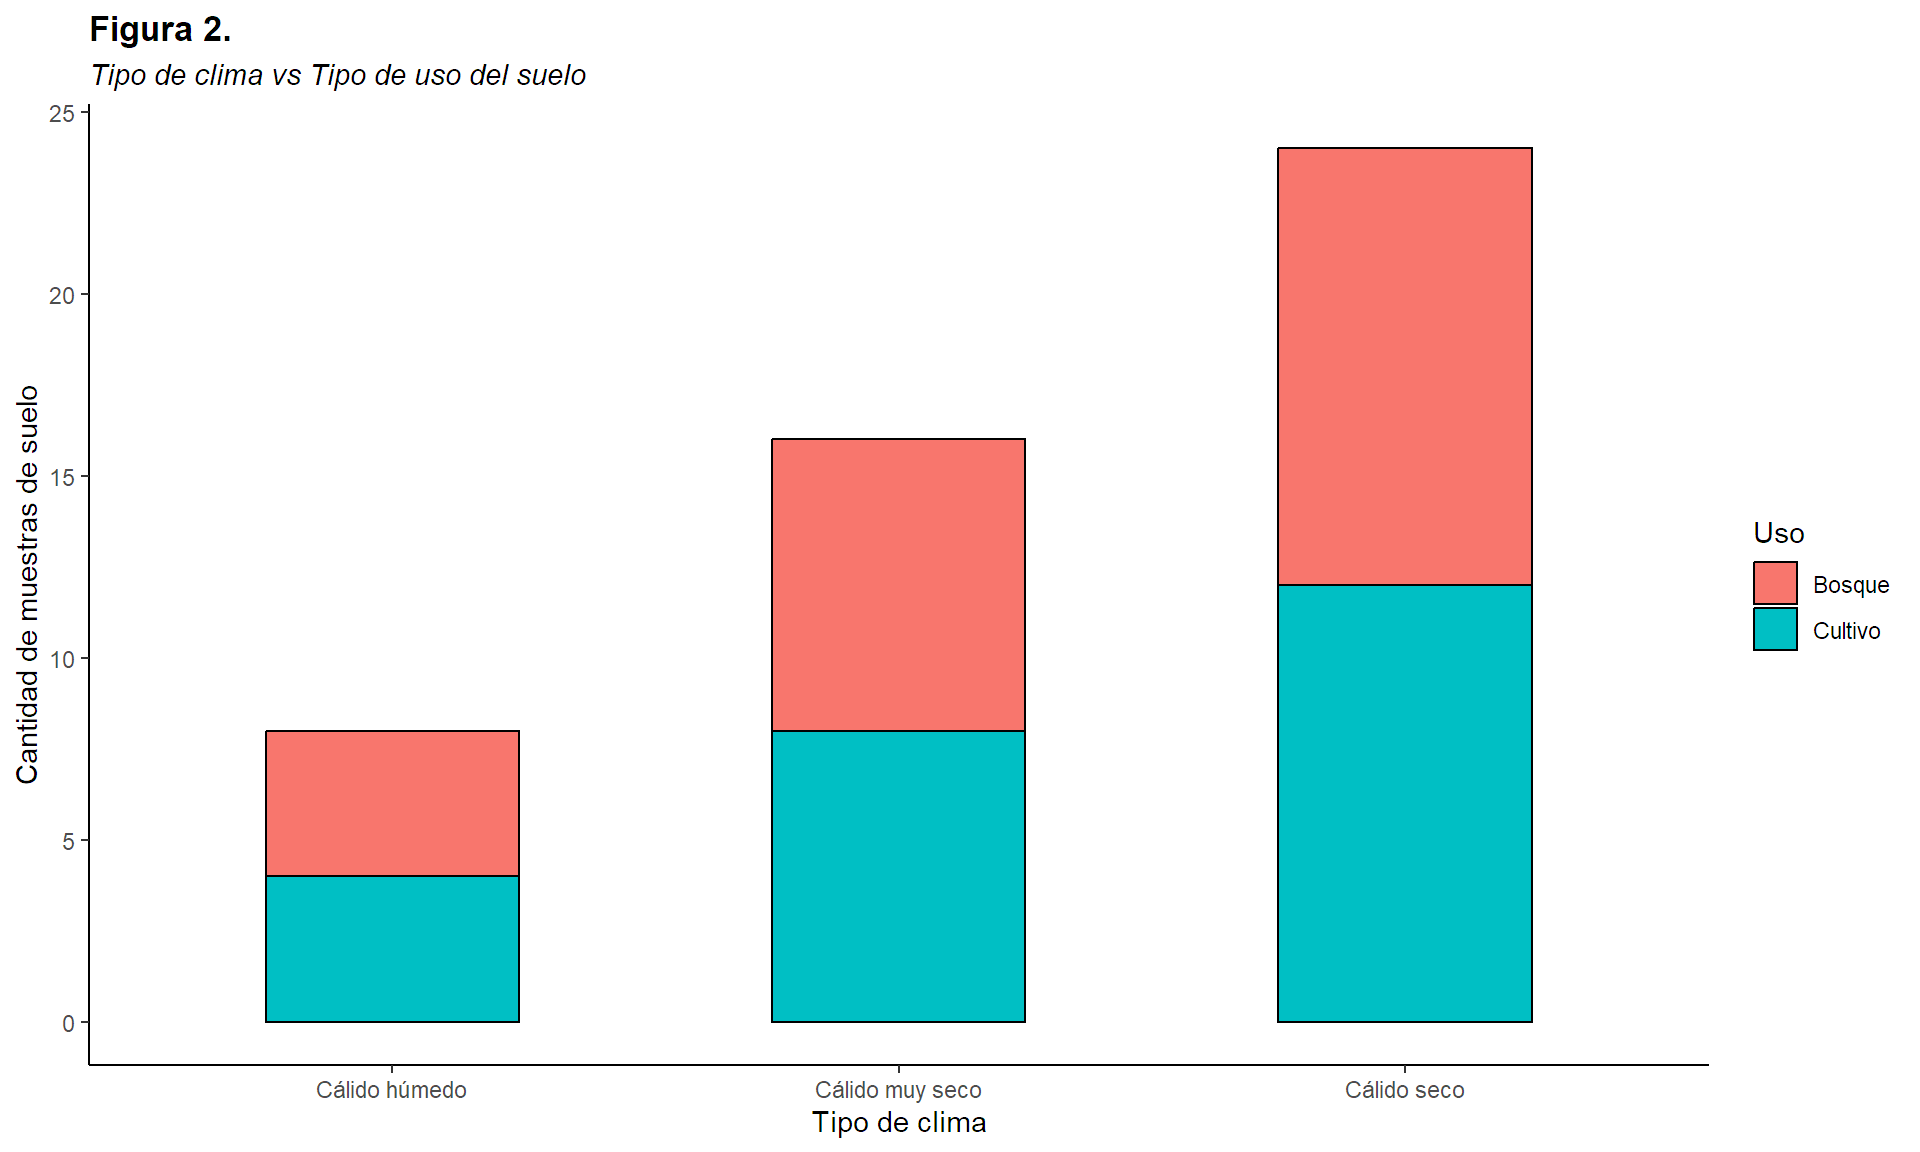 Figura 2.
Tipo de clima vs Tipo de uso del suelo
Cantidad de muestras de suelo
25
20
15
10
5
0
Cálido húmedo
Cálido muy seco
Cálido seco
Tipo de clima
Uso
Bosque
Cultivo